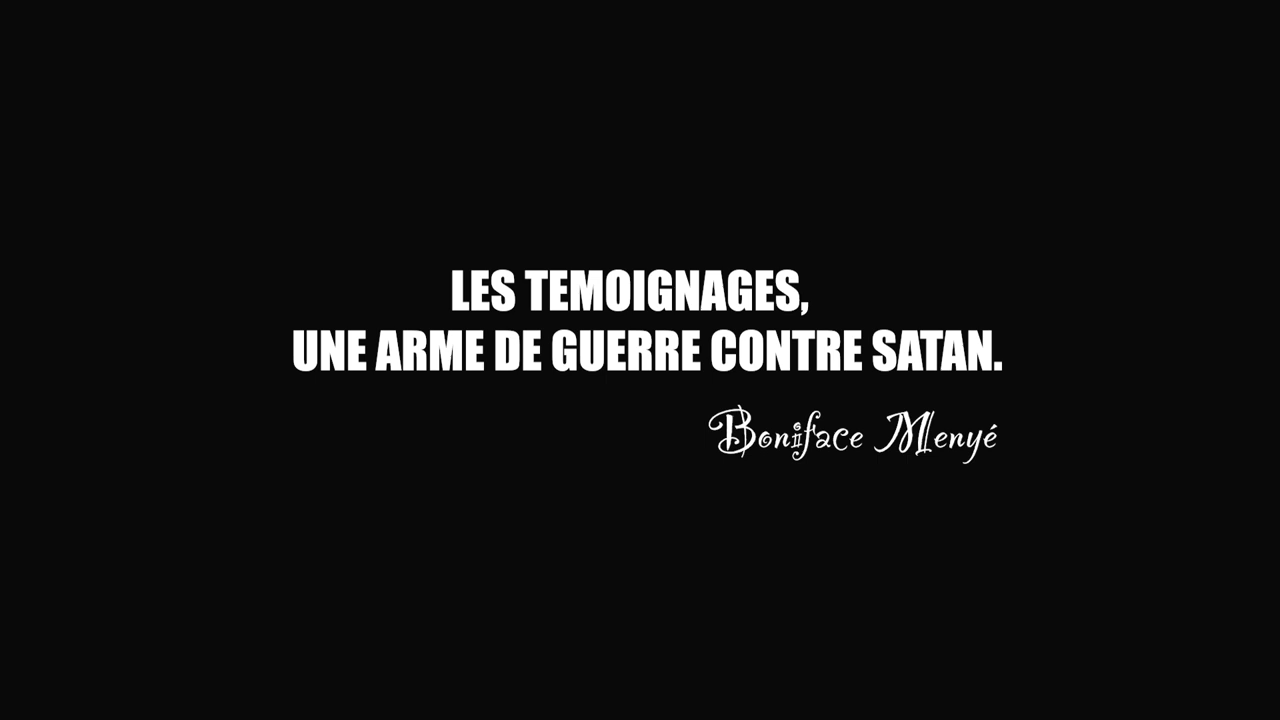 LES TEMOIGNAGES,
UNE ARME DE GUERRE CONTRE SATAN.
Boniface Menyé